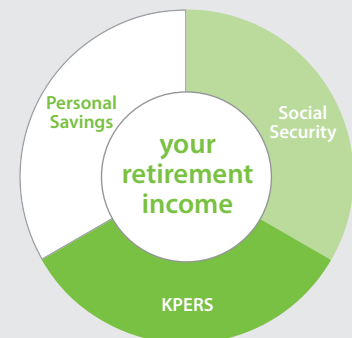 Personal
Savings
Social
Security
your
retirement
income
KPERS